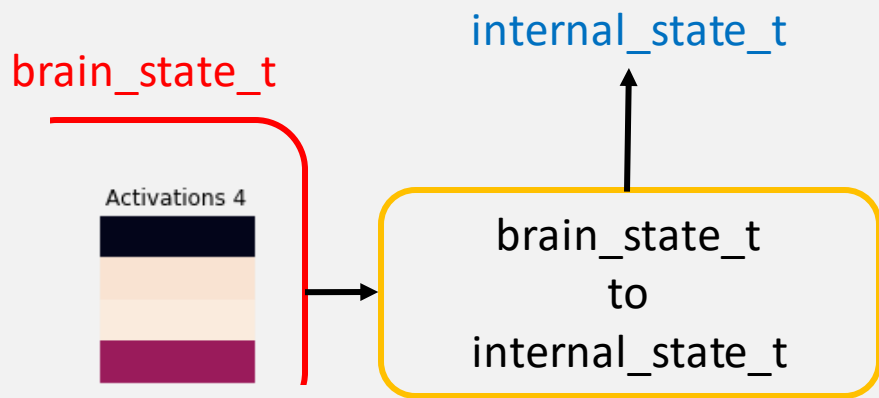 internal_state_t
brain_state_t
Activations 4
brain_state_t
to
internal_state_t